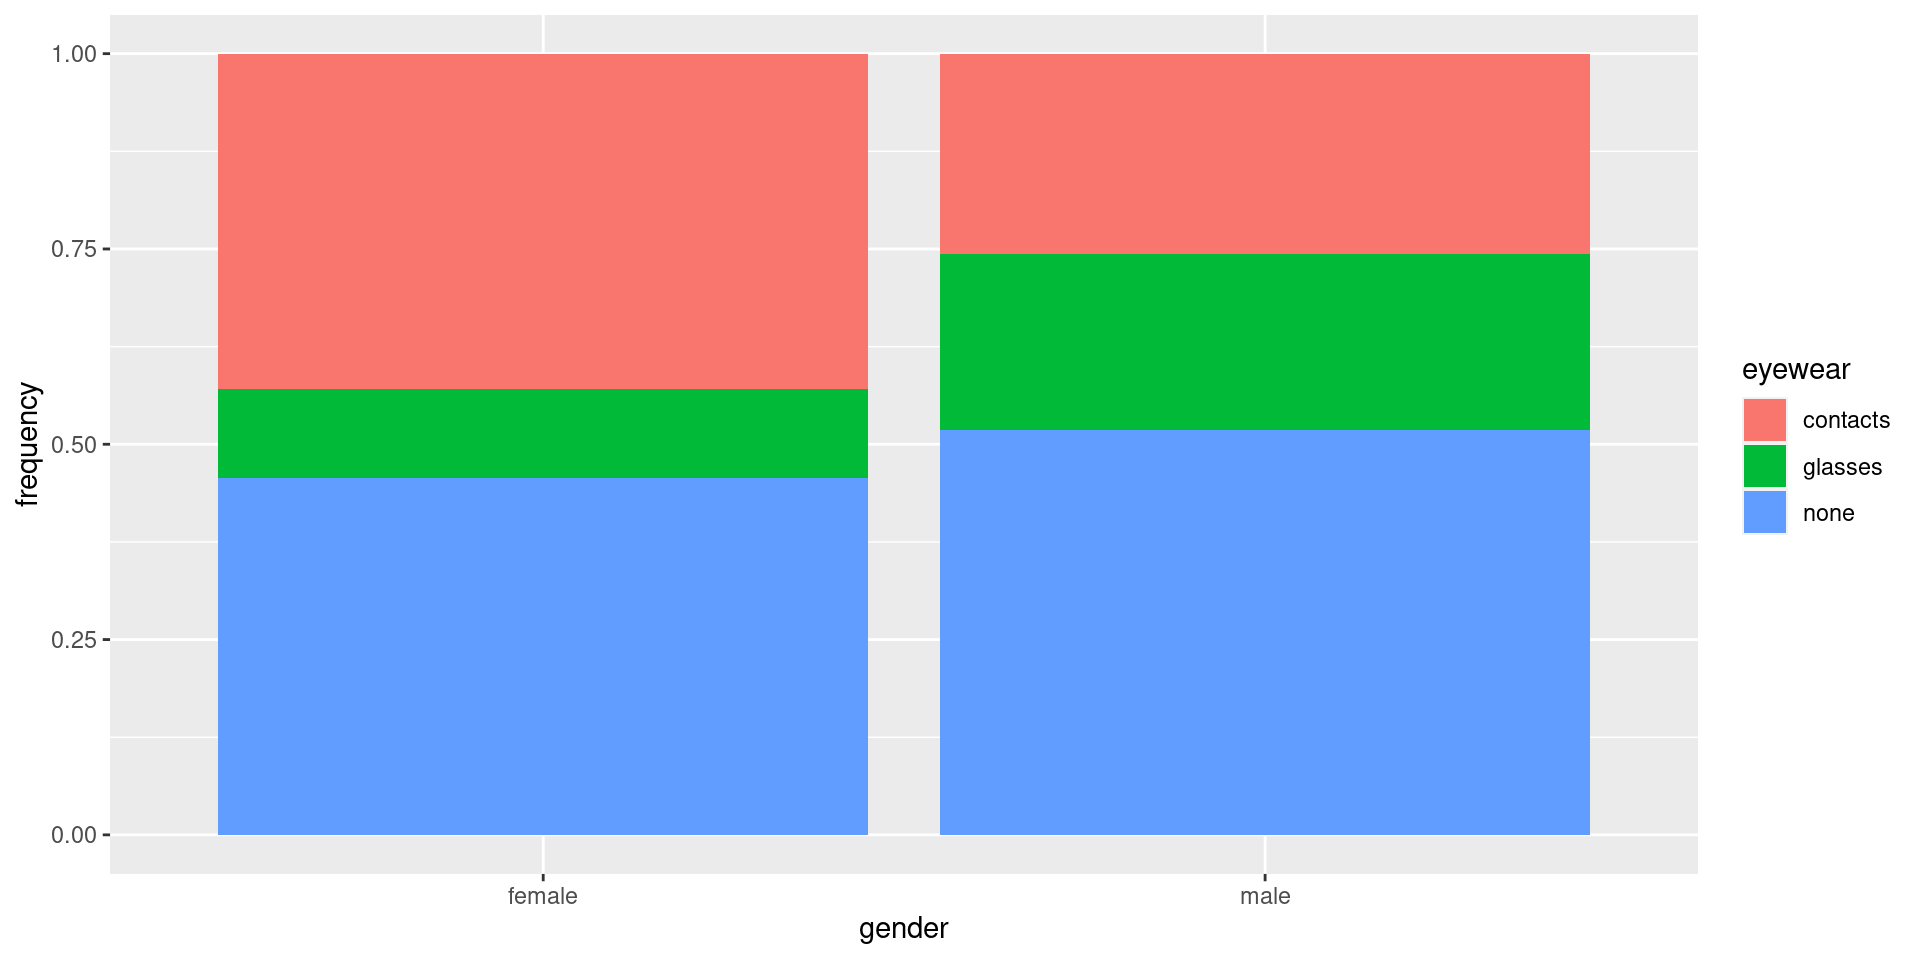 1.00
0.75
0.50
0.25
0.00
frequency
female
male
gender
eyewear
contacts
glasses
none